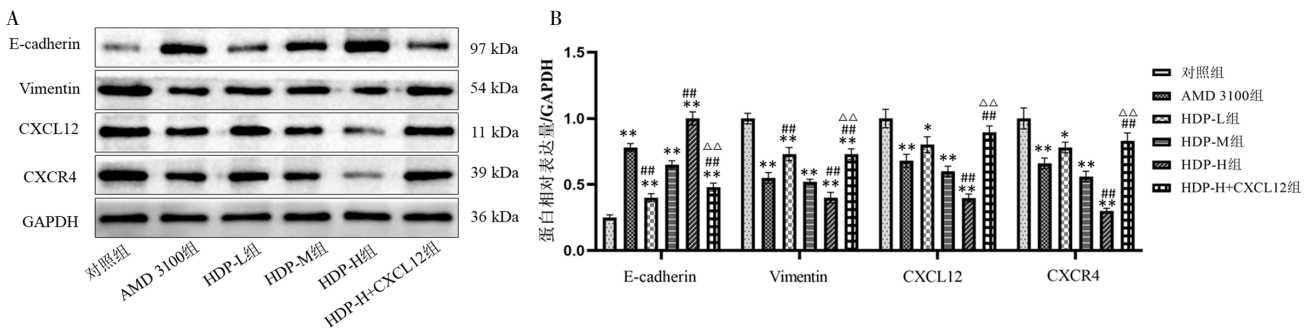 A
E-cadherin
97 kDa
Vimentin
54 kDa
CXCL12
11 kDa
CXCR4
39 kDa
GAPDH
36 kDa
对照组
AMD 3100组
HDP-L组
HDP-M组
HDP-H组
HDP-H+CXCL12组
B
蛋白相对表达量/GAPDH
1.5
1.0
0.5
0.0
**
##
**
**
##
**
△△
##
**
**
##
**
**
##
**
△△
##
**
**
*
**
##
**
△△
##
**
*
**
##
**
△△
##
E-cadherin
Vimentin
CXCL12
CXCR4
对照组
AMD 3100组
HDP-L组
HDP-M组
HDP-H组
HDP-H+CXCL12组